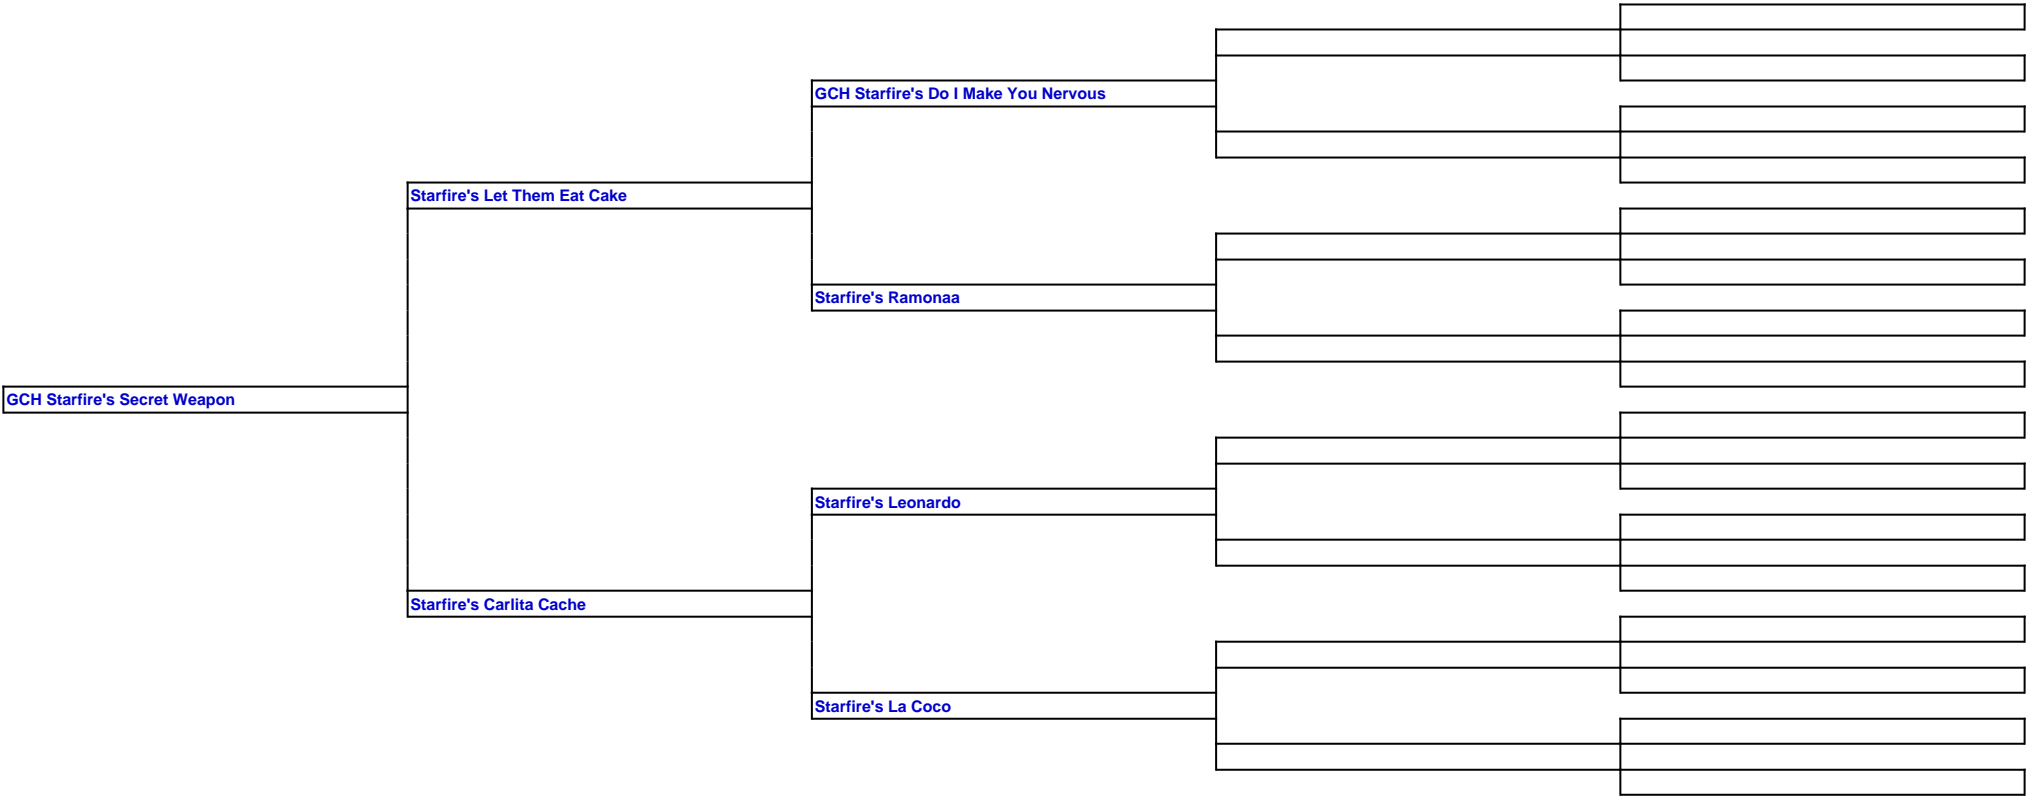 GCH Starfire's Do I Make You Nervous
Starfire's Let Them Eat Cake
Starfire's Ramonaa
GCH Starfire's Secret Weapon
Starfire's Leonardo
Starfire's Carlita Cache
Starfire's La Coco